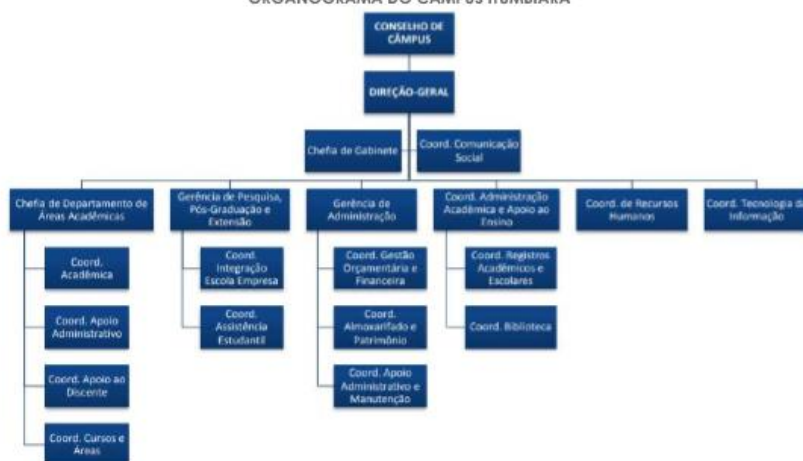 ORGANOGRAMA DO CÂMPUS ITUMBIARA
CONSELHO DE
CÂMPUS
DIREÇÃO-GERAL
Chefia de Gabinete
Coord. Comunicação
Social
Chefia de Departamento de
Áreas Acadêmicas
Gerência de Pesquisa,
Pós-Graduação e
Extensão
Gerência de
Administração
Coord. Administração
Acadêmica e Apoio ao
Ensino
Coord. de Recursos
Humanos
Coord. Tecnologia da
Informação
Coord.
Acadêmica
Coord. Apoio
Administrativo
Coord. Apoio ao
Discente
Coord. Cursos e
Áreas
Coord.
Integração
Escola Empresa
Coord.
Assistência
Estudantil
Coord. Gestão
Orçamentária e
Financeira
Coord.
Almoxarifado e
Patrimônio
Coord. Apoio
Administrativo e
Manutenção
Coord. Registros
Acadêmicos e
Escolares
Coord. Biblioteca